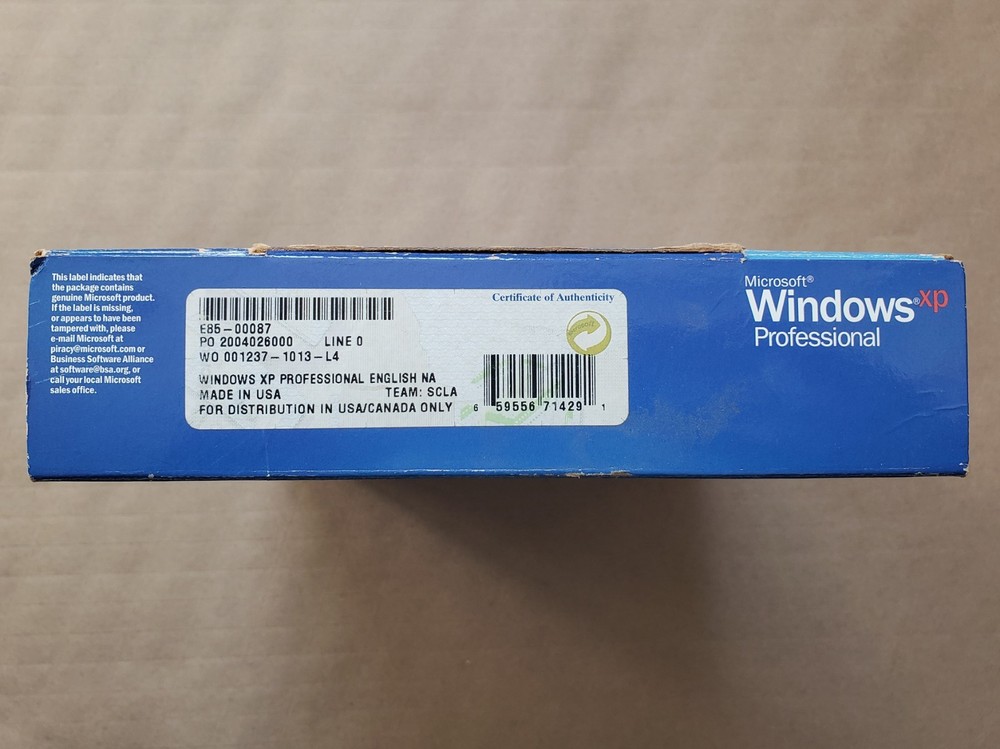 This label indicates that
the package contains
genuine Microsoft product.
If the label is missing,
or appears to have been
tampered with, please
e-mail Microsoft at
piracy@microsoft.com or
Business Software Alliance
at software@bsa.org, or
call your local Microsoft
sales office.
E85-00087
PO 2004026000 LINE 0
WO 001237-1013-L4
WINDOWS XP PROFESSIONAL ENGLISH NA
MADE IN USA TEAM: SCLA
FOR DISTRIBUTION IN USA/CANADA ONLY
Certificate of Authenticity
6 59556 71429 1
Microsoft®
Windows®xp
Professional